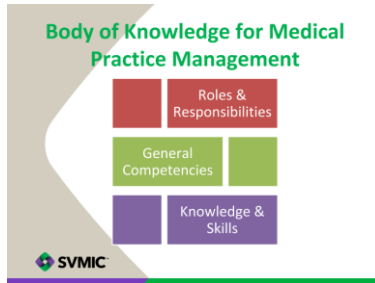 Body of Knowledge for Medical
Practice Management
Roles &
Responsibilities
General
Competencies
Knowledge &
Skills
SVMIC